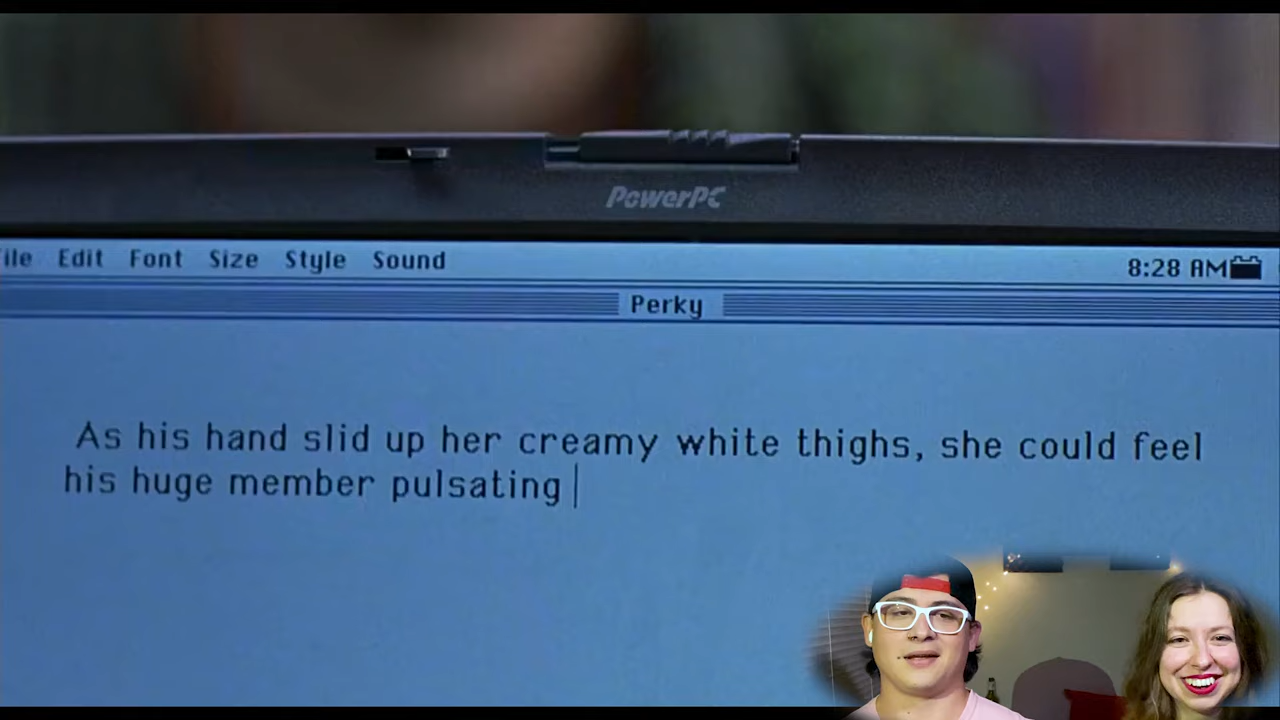 PowerPC
ile Edit Font Size Style Sound 8:28 AM
Perky
As his hand slid up her creamy white thighs, she could feel
his huge member pulsating